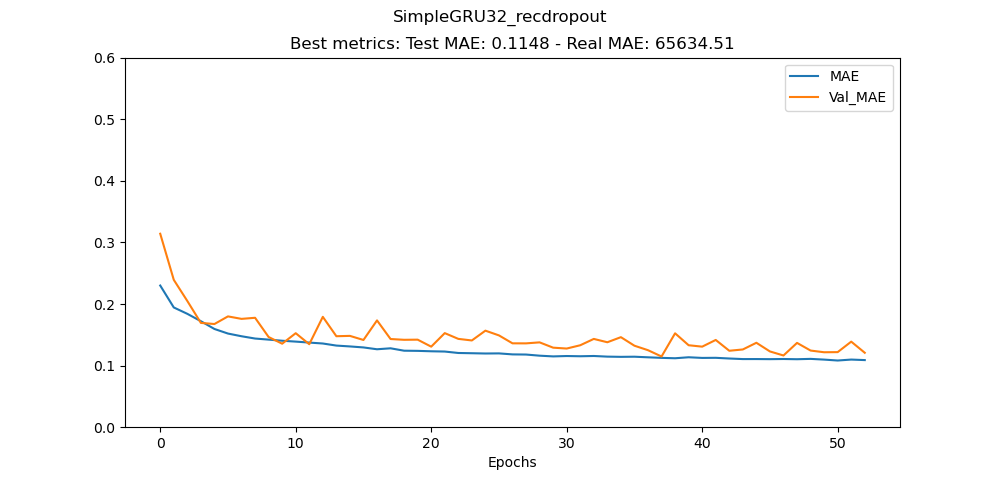 SimpleGRU32_recdropout
Best metrics: Test MAE: 0.1148 - Real MAE: 65634.51
MAE
Val_MAE
0.6
0.5
0.4
0.3
0.2
0.1
0.0
0 10 20 30 40 50
Epochs